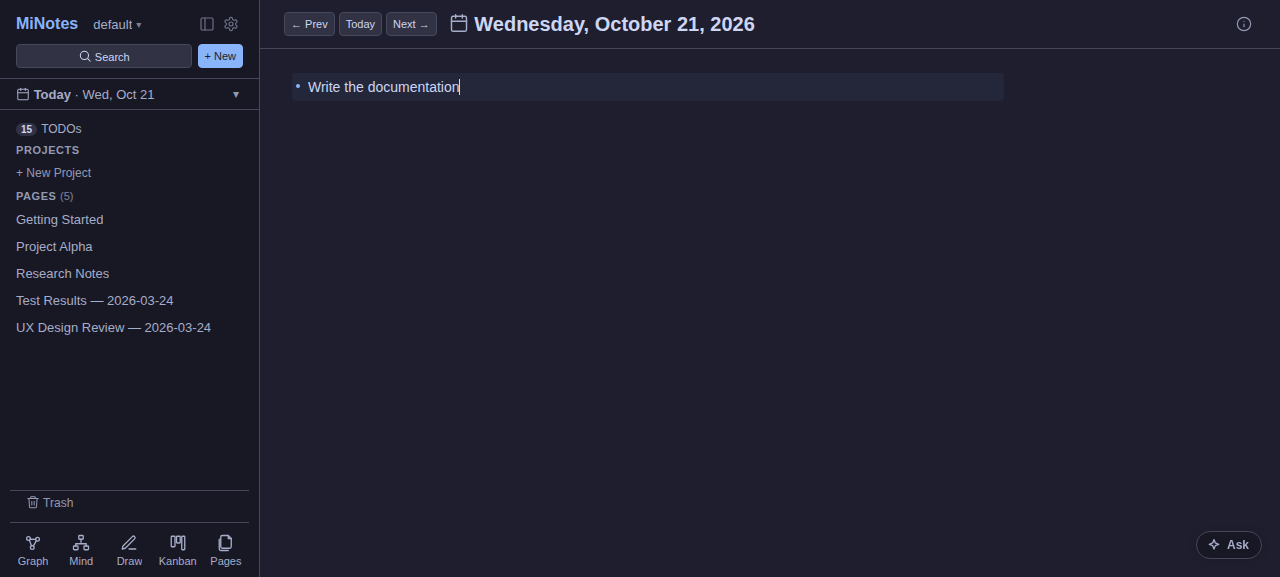 MiNotes default ▾
Search
+ New
Today · Wed, Oct 21 ▾
15 TODOs
PROJECTS
+ New Project
PAGES (5)
Getting Started
Project Alpha
Research Notes
Test Results — 2026-03-24
UX Design Review — 2026-03-24
Trash
Graph Mind Draw Kanban Pages
← Prev Today Next → Wednesday, October 21, 2026
• Write the documentation
Ask